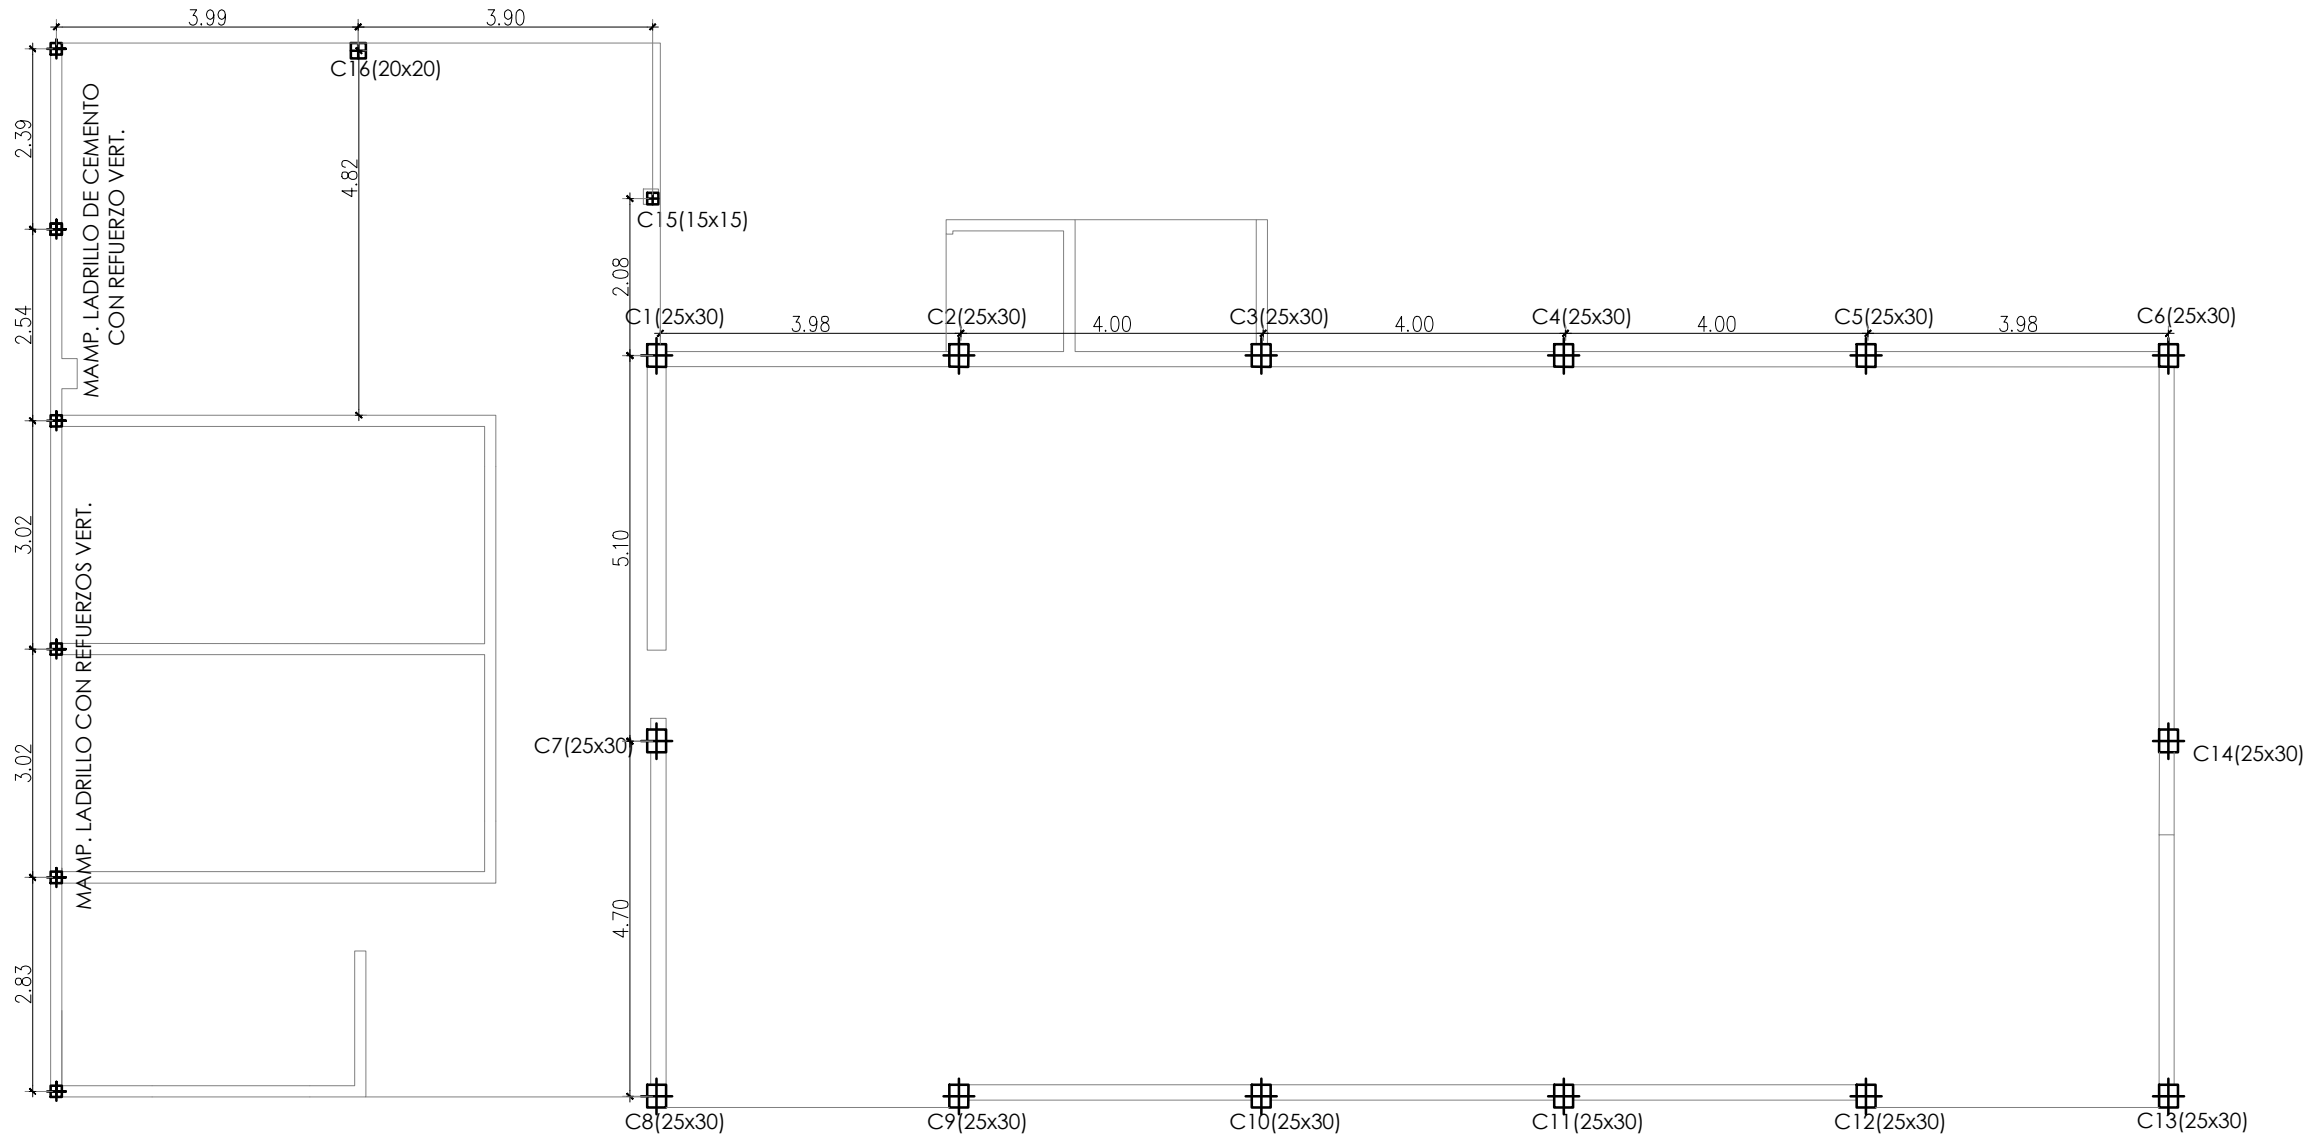 3.99
3.90
C16(20x20)
2.39
MAMP. LADRILLO DE CEMENTO
CON REFUERZO VERT.
4.82
C15(15x15)
2.08
2.54
C1(25x30)
3.98
C2(25x30)
4.00
C3(25x30)
4.00
C4(25x30)
4.00
C5(25x30)
3.98
C6(25x30)
3.02
MAMP. LADRILLO CON REFUERZOS VERT.
5.10
3.02
C7(25x30)
C14(25x30)
4.70
2.83
C8(25x30)
C9(25x30)
C10(25x30)
C11(25x30)
C12(25x30)
C13(25x30)